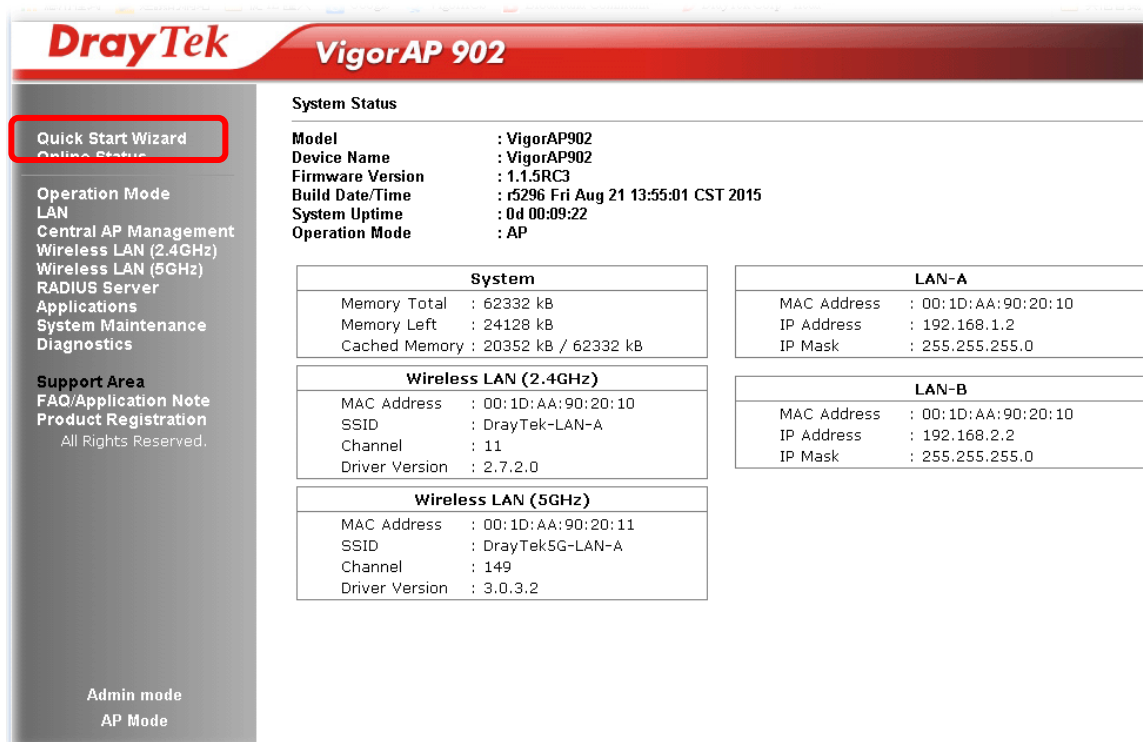 DrayTek
VigorAP 902
Quick Start Wizard
Online Status
Operation Mode
LAN
Central AP Management
Wireless LAN (2.4GHz)
Wireless LAN (5GHz)
RADIUS Server
Applications
System Maintenance
Diagnostics
Support Area
FAQ/Application Note
Product Registration
All Rights Reserved.
Admin mode
AP Mode
System Status
Model : VigorAP902
Device Name : VigorAP902
Firmware Version : 1.1.5RC3
Build Date/Time : r5296 Fri Aug 21 13:55:01 CST 2015
System Uptime : 0d 00:09:22
Operation Mode : AP
System
Memory Total : 62332 kB
Memory Left : 24128 kB
Cached Memory : 20352 kB / 62332 kB
Wireless LAN (2.4GHz)
MAC Address : 00:1D:AA:90:20:10
SSID : DrayTek-LAN-A
Channel : 11
Driver Version : 2.7.2.0
Wireless LAN (5GHz)
MAC Address : 00:1D:AA:90:20:11
SSID : DrayTek5G-LAN-A
Channel : 149
Driver Version : 3.0.3.2
LAN-A
MAC Address : 00:1D:AA:90:20:10
IP Address : 192.168.1.2
IP Mask : 255.255.255.0
LAN-B
MAC Address : 00:1D:AA:90:20:10
IP Address : 192.168.2.2
IP Mask : 255.255.255.0